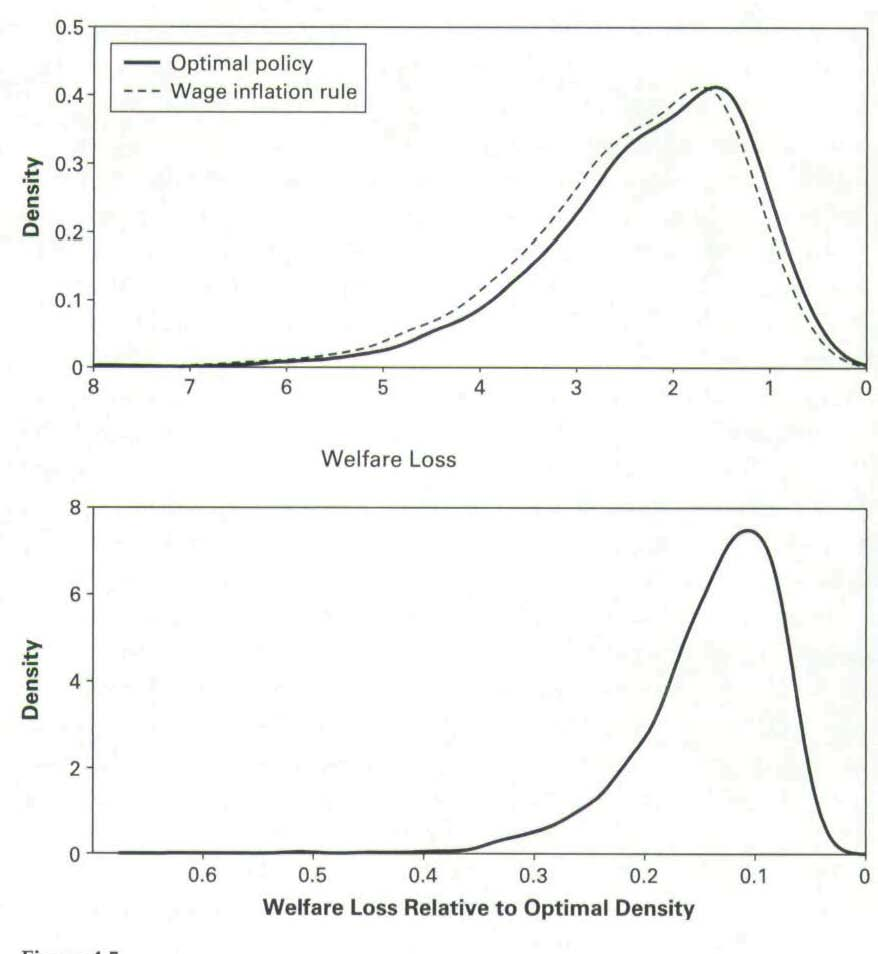 0.5
Optimal policy
Wage inflation rule
0.4
0.3
0.2
0.1
0
Density
8 7 6 5 4 3 2 1 0
Welfare Loss
8
6
4
2
0
Density
0.6 0.5 0.4 0.3 0.2 0.1 0
Welfare Loss Relative to Optimal Density